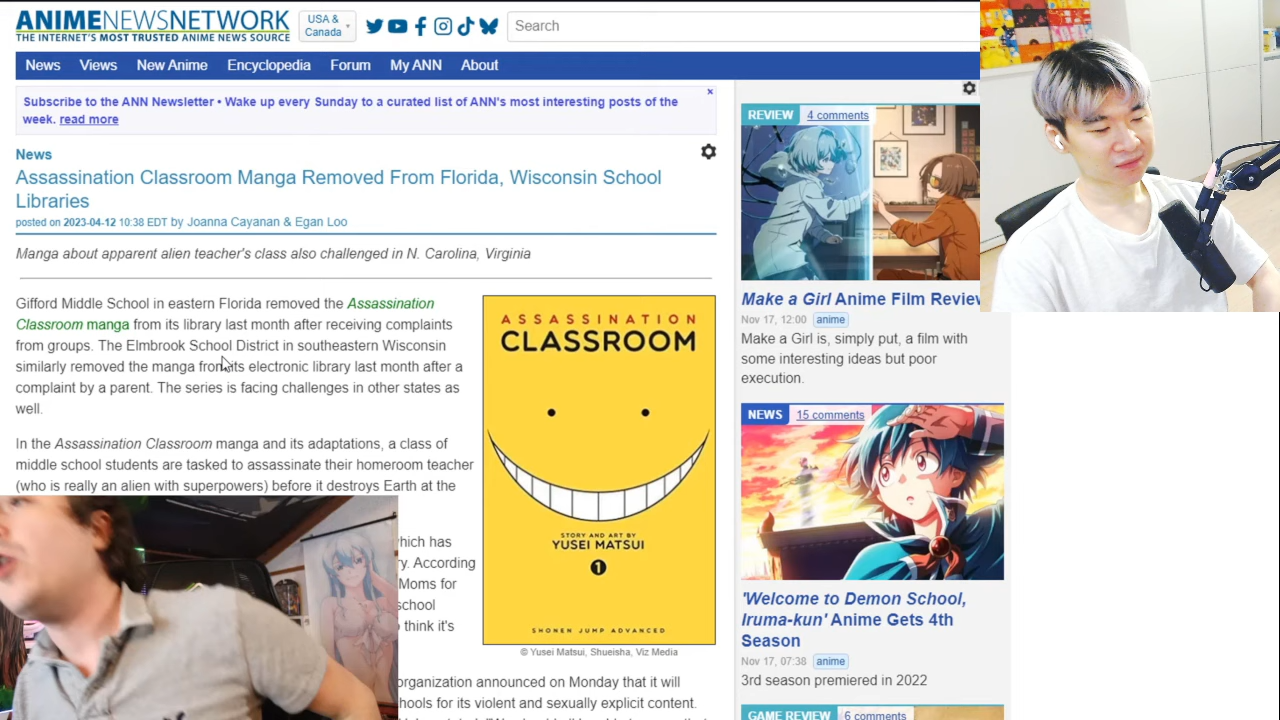 ANIMENEWSNETWORK
THE INTERNET'S MOST TRUSTED ANIME NEWS SOURCE
USA &
Canada
Search
News
Views
New Anime
Encyclopedia
Forum
My ANN
About
Subscribe to the ANN Newsletter • Wake up every Sunday to a curated list of ANN's most interesting posts of the
week. read more
x
News
Assassination Classroom Manga Removed From Florida, Wisconsin School
Libraries
posted on 2023-04-12 10:38 EDT by Joanna Cayanan & Egan Loo
Manga about apparent alien teacher's class also challenged in N. Carolina, Virginia
Gifford Middle School in eastern Florida removed the Assassination
Classroom manga from its library last month after receiving complaints
from groups. The Elmbrook School District in southeastern Wisconsin
similarly removed the manga from its electronic library last month after a
complaint by a parent. The series is facing challenges in other states as
well.
In the Assassination Classroom manga and its adaptations, a class of
middle school students are tasked to assassinate their homeroom teacher
(who is really an alien with superpowers) before it destroys Earth at the
which has
According
Moms for
school
think it's
organization announced on Monday that it will
for its violent and sexually explicit content.
ASSASSINATION
CLASSROOM
STORY AND ART BY
YUSEI MATSUI
1
SHONEN JUMP ADVANCED
© Yusei Matsui, Shueisha, Viz Media
REVIEW
4 comments
Make a Girl Anime Film Review
Nov 17, 12:00
anime
Make a Girl is, simply put, a film with
some interesting ideas but poor
execution.
NEWS
15 comments
'Welcome to Demon School,
Iruma-kun' Anime Gets 4th
Season
Nov 17, 07:38
anime
3rd season premiered in 2022
GAME REVIEW
6 comments